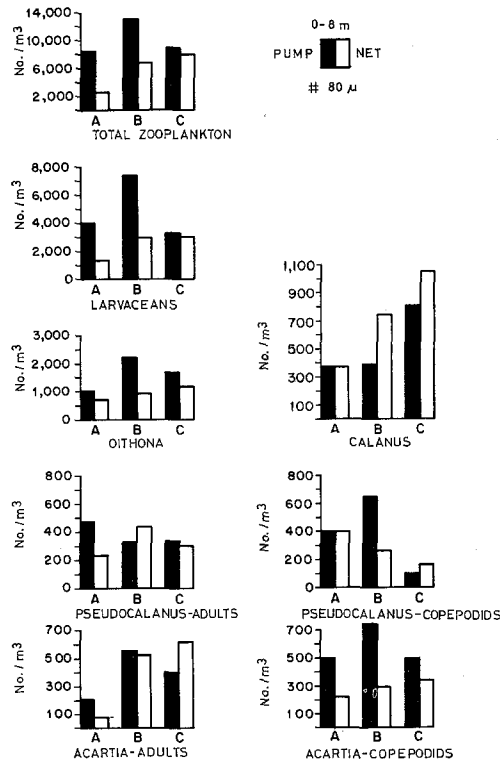 0-8 m
PUMP NET
# 80 μ
No. / m3
14,000
10,000
6,000
2,000
A B C
TOTAL ZOOPLANKTON
No. / m3
8,000
6,000
4,000
2,000
0
A B C
LARVACEANS
No. / m3
3,000
2,000
1,000
0
A B C
OITHONA
No. / m3
1,100
900
700
500
300
100
A B C
CALANUS
No. / m3
800
600
400
200
0
A B C
PSEUDOCALANUS-ADULTS
No. / m3
800
600
400
200
0
A B C
PSEUDOCALANUS-COPEPODIDS
No. / m3
700
500
300
100
A B C
ACARTIA-ADULTS
No. / m3
700
500
300
100
A B C
ACARTIA-COPEPODIDS